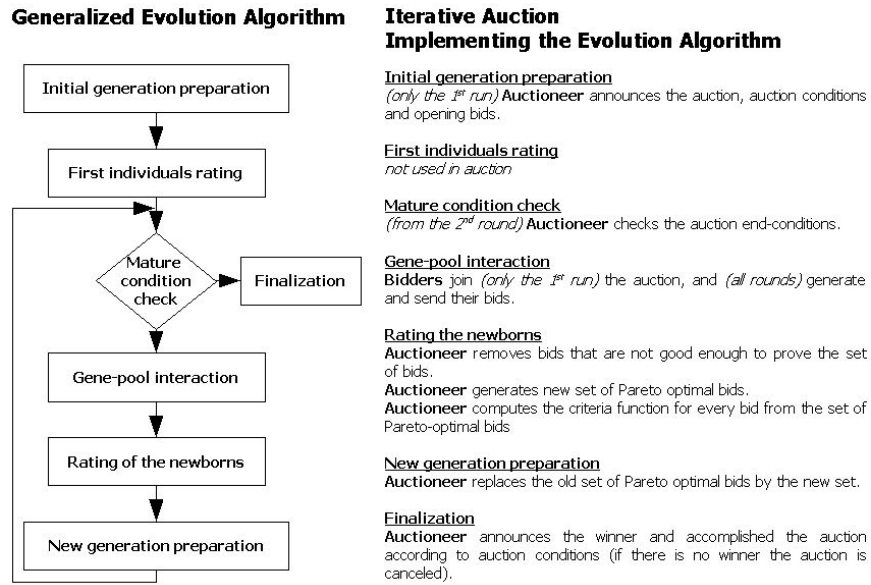 Generalized Evolution Algorithm
Initial generation preparation
First individuals rating
Mature
condition
check
Finalization
Gene-pool interaction
Rating of the newborns
New generation preparation
Iterative Auction
Implementing the Evolution Algorithm
Initial generation preparation
(only the 1st run) Auctioneer announces the auction, auction conditions
and opening bids.
First individuals rating
not used in auction
Mature condition check
(from the 2nd round) Auctioneer checks the auction end-conditions.
Gene-pool interaction
Bidders join (only the 1st run) the auction, and (all rounds) generate
and send their bids.
Rating the newborns
Auctioneer removes bids that are not good enough to prove the set
of bids.
Auctioneer generates new set of Pareto optimal bids.
Auctioneer computes the criteria function for every bid from the set of
Pareto-optimal bids
New generation preparation
Auctioneer replaces the old set of Pareto optimal bids by the new set.
Finalization
Auctioneer announces the winner and accomplished the auction
according to auction conditions (if there is no winner the auction is
canceled).